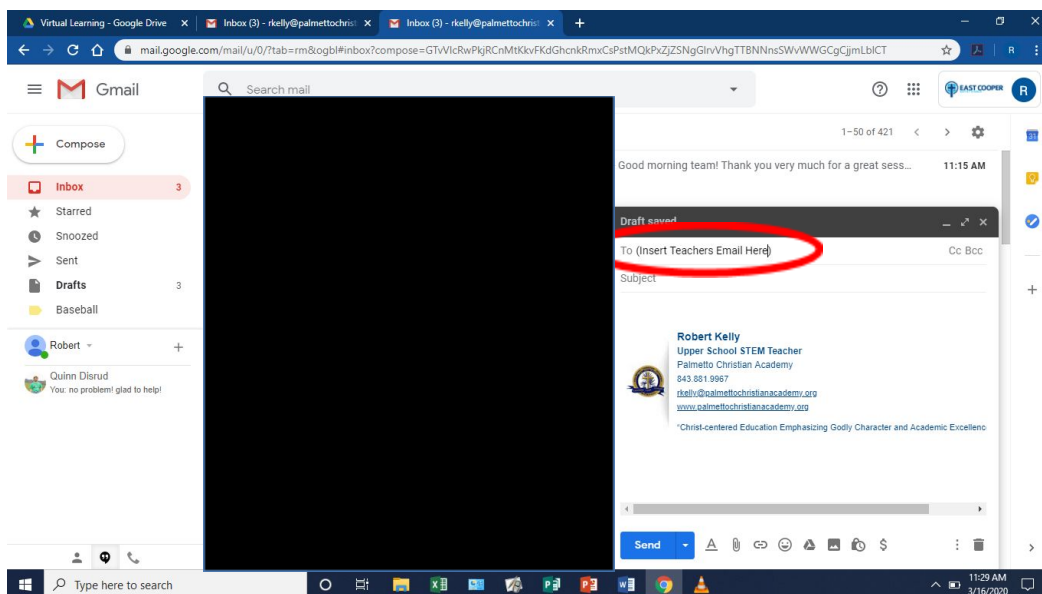 Virtual Learning - Google Drive
Inbox (3) - rkelly@palmettochrist
Inbox (3) - rkelly@palmettochrist
mail.google.com/mail/u/0/?tab=rm&ogbl#inbox?compose=GTvVlcRwPkjRCnMtKkvFKdGhcnkRmxCsPstMQkPxZjZSNgGlrvVhgTTBNNnsSWvWWGCgCjjmLblCT
R
Gmail
Search mail
EAST COOPER
R
Compose
1-50 of 421
Good morning team! Thank you very much for a great sess...
11:15 AM
Inbox 3
Starred
Snoozed
Sent
Drafts 3
Baseball
Robert
Quinn Disrud
You: no problem! glad to help!
Draft saved
To (Insert Teachers Email Here)
Cc Bcc
Subject
Robert Kelly
Upper School STEM Teacher
Palmetto Christian Academy
843.881.9967
rkelly@palmettochristianacademy.org
www.palmettochristianacademy.org
"Christ-centered Education Emphasizing Godly Character and Academic Excellenc
Send
Type here to search
11:29 AM
3/16/2020